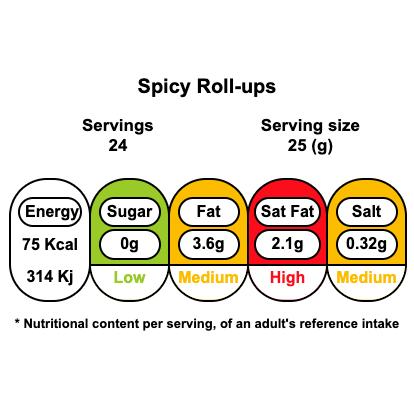 Spicy Roll-ups
Servings
24
Serving size
25 (g)
Energy
75 Kcal
314 Kj
Sugar
0g
Low
Fat
3.6g
Medium
Sat Fat
2.1g
High
Salt
0.32g
Medium
* Nutritional content per serving, of an adult's reference intake